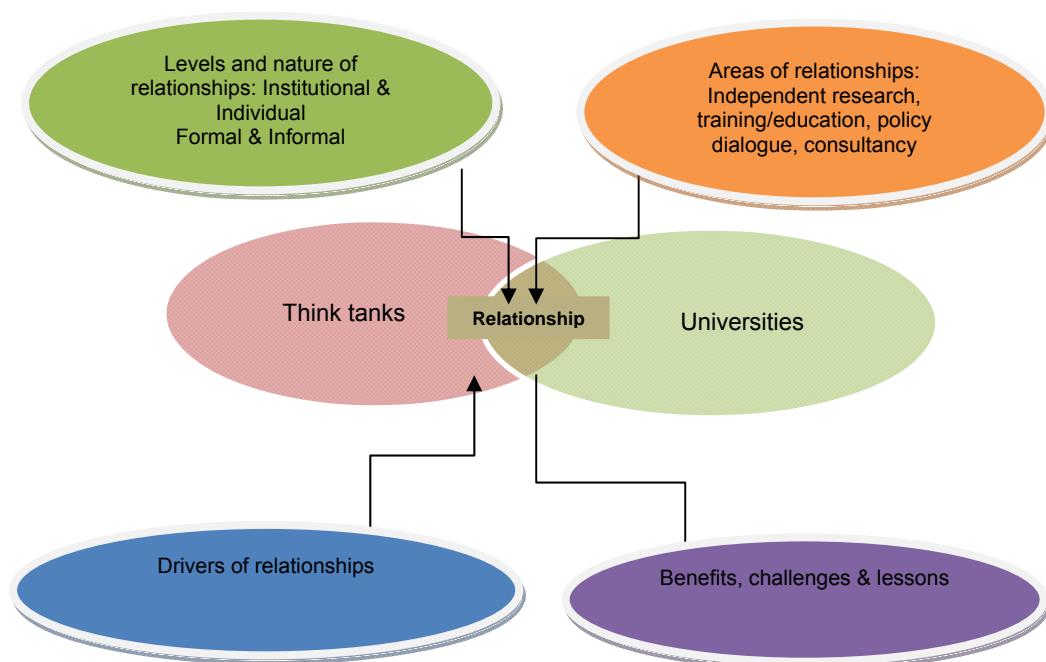 Levels and nature of
relationships: Institutional &
Individual
Formal & Informal
Areas of relationships:
Independent research,
training/education, policy
dialogue, consultancy
Think tanks
Relationship
Universities
Drivers of relationships
Benefits, challenges & lessons